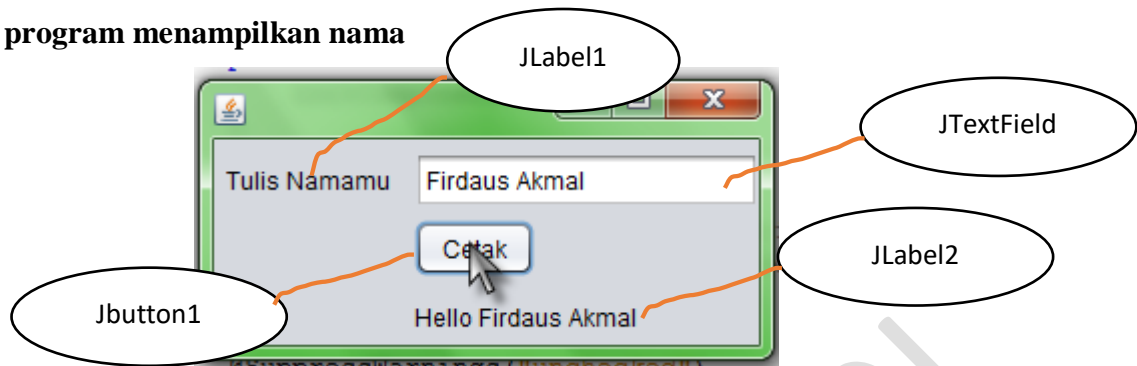 program menampilkan nama
JLabel1
JTextField
Tulis Namamu
Firdaus Akmal
Cetak
JLabel2
Jbutton1
Hello Firdaus Akmal